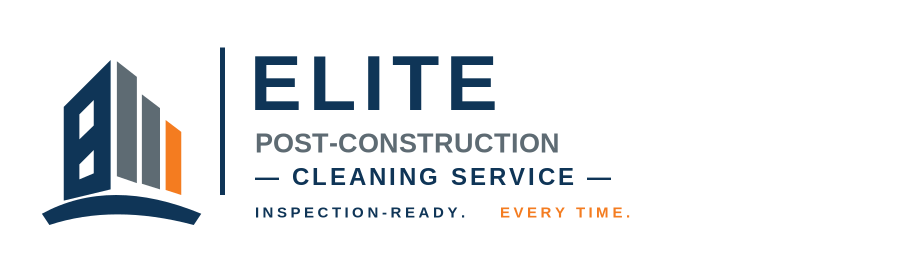 ELITE
POST-CONSTRUCTION
— CLEANING SERVICE —
INSPECTION-READY. EVERY TIME.